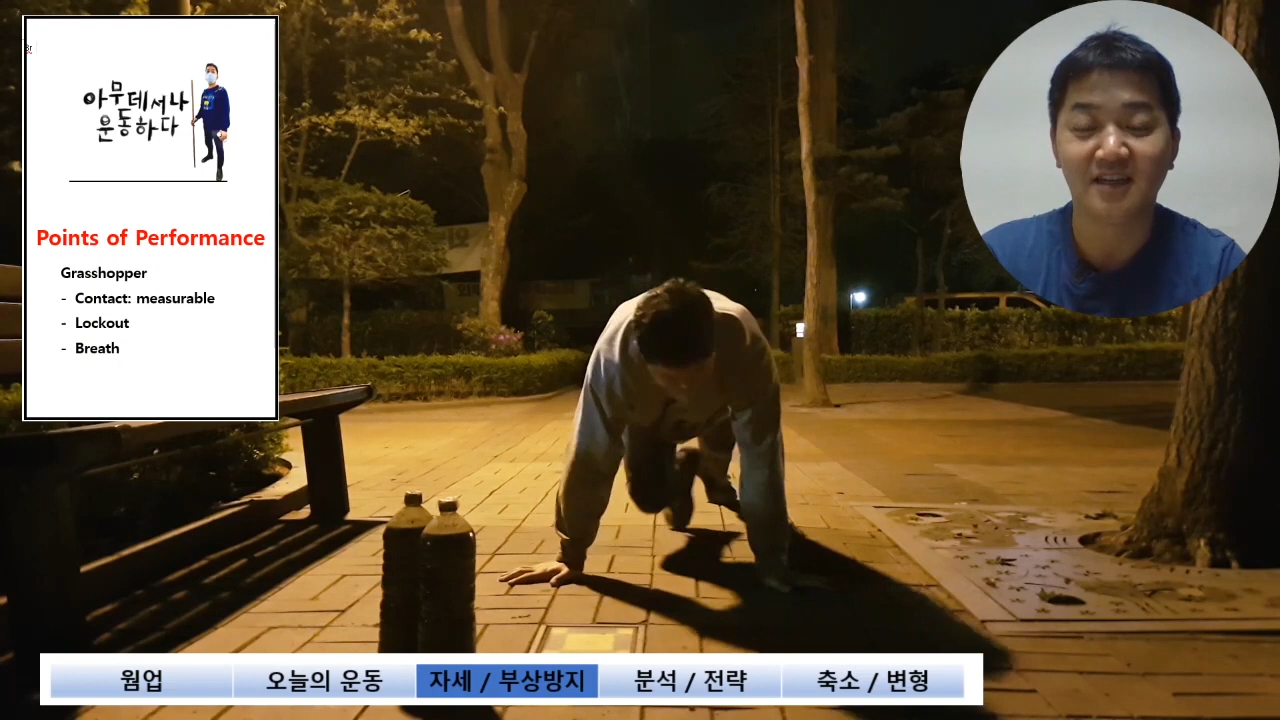 아무데서나
운동하다
Points of Performance
Grasshopper
- Contact: measurable
- Lockout
- Breath
웜업 오늘의 운동 자세 / 부상방지 분석 / 전략 축소 / 변형